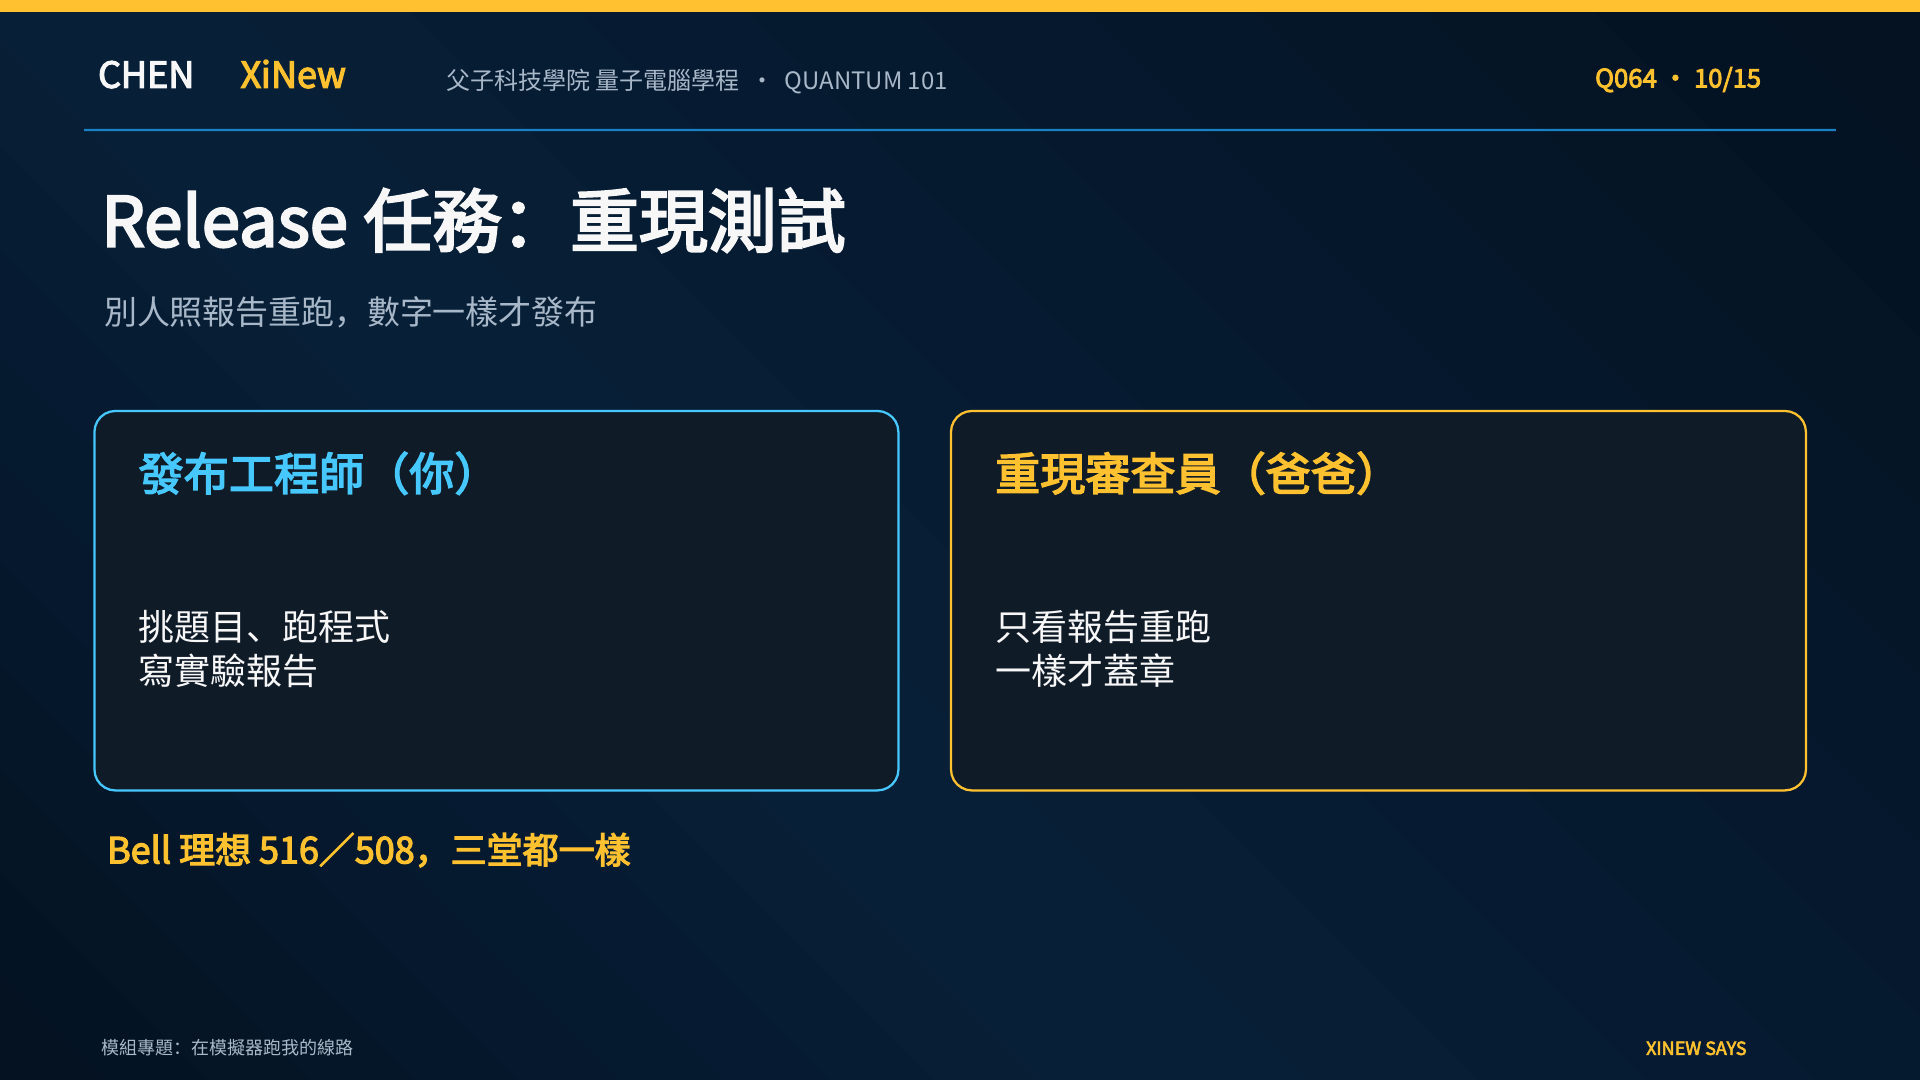 CHEN XiNew 父子科技學院 量子電腦學程 · QUANTUM 101 Q064 · 10/15
Release 任務：重現測試
別人照報告重跑，數字一樣才發布
發布工程師（你）
挑題目、跑程式
寫實驗報告
重現審查員（爸爸）
只看報告重跑
一樣才蓋章
Bell 理想 516／508，三堂都一樣
模組專題：在模擬器跑我的線路
XINEW SAYS